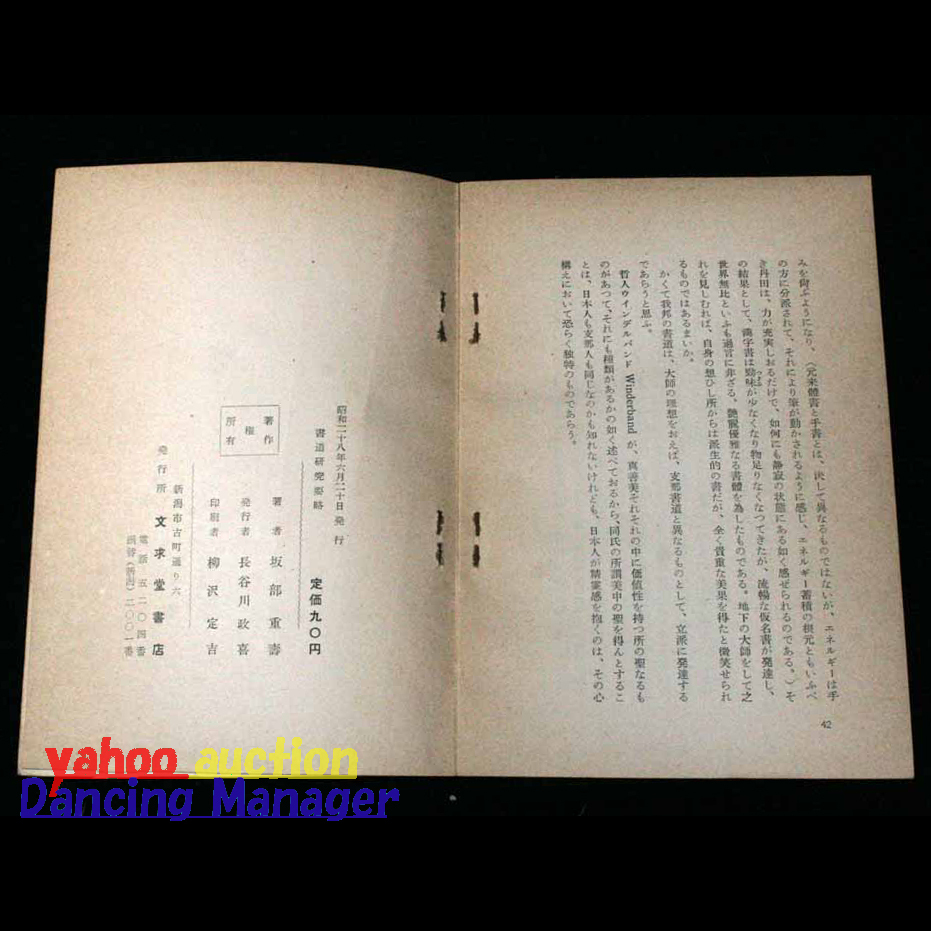 みを尙ぶようになり、(元来體書と手書とは、決して異なるものではないが、エネルギーは手
の方に分派されて、それにより筆が動かされるように感じ、エネルギー蓄積の根元ともいふべ
き丹田は、力が充実しおるだけで、如何にも静寂の状態にある如く感ぜられるのである。)そ
の結果として、漢字書は勁味が少なくなり物足りなくなつてきたが、流暢な仮名書が発達し、
世界無比といふも過言に非ざる、艶麗優雅なる書體を為したものである。地下の大師をして之
れを見しむれば、自身の想ひし所からは派生的の書だが、全く貴重な美果を得たと微笑せられ
るものではあるまいか。
かくて我邦の書道は、大師の理想をおえば、支那書道と異なるものとして、立派に発達する
であらうと思ふ。
哲人ウインデルバンド Winderband が、真善美それぞれの中に価値性を持つ所の聖なるも
のがあつて、それにも種類があるかの如く述べておるから、同氏の所謂美中の聖を得んとするこ
とは、日本人も支那人も同じなのかも知れないけれども、日本人が精霊感を抱くのは、その心
構えにおいて恐らく独特のものであらう。
42
昭和二十八年六月二十日発行
書道研究要略
定価九〇円
著作
権
所有
著者 坂部重壽
発行者 長谷川政喜
印刷者 柳沢定吉
新潟市古町通り六
発行所 文求堂書店
電話五二〇四番
振替(新潟)二〇〇一番
yahoo auction
Dancing Manager